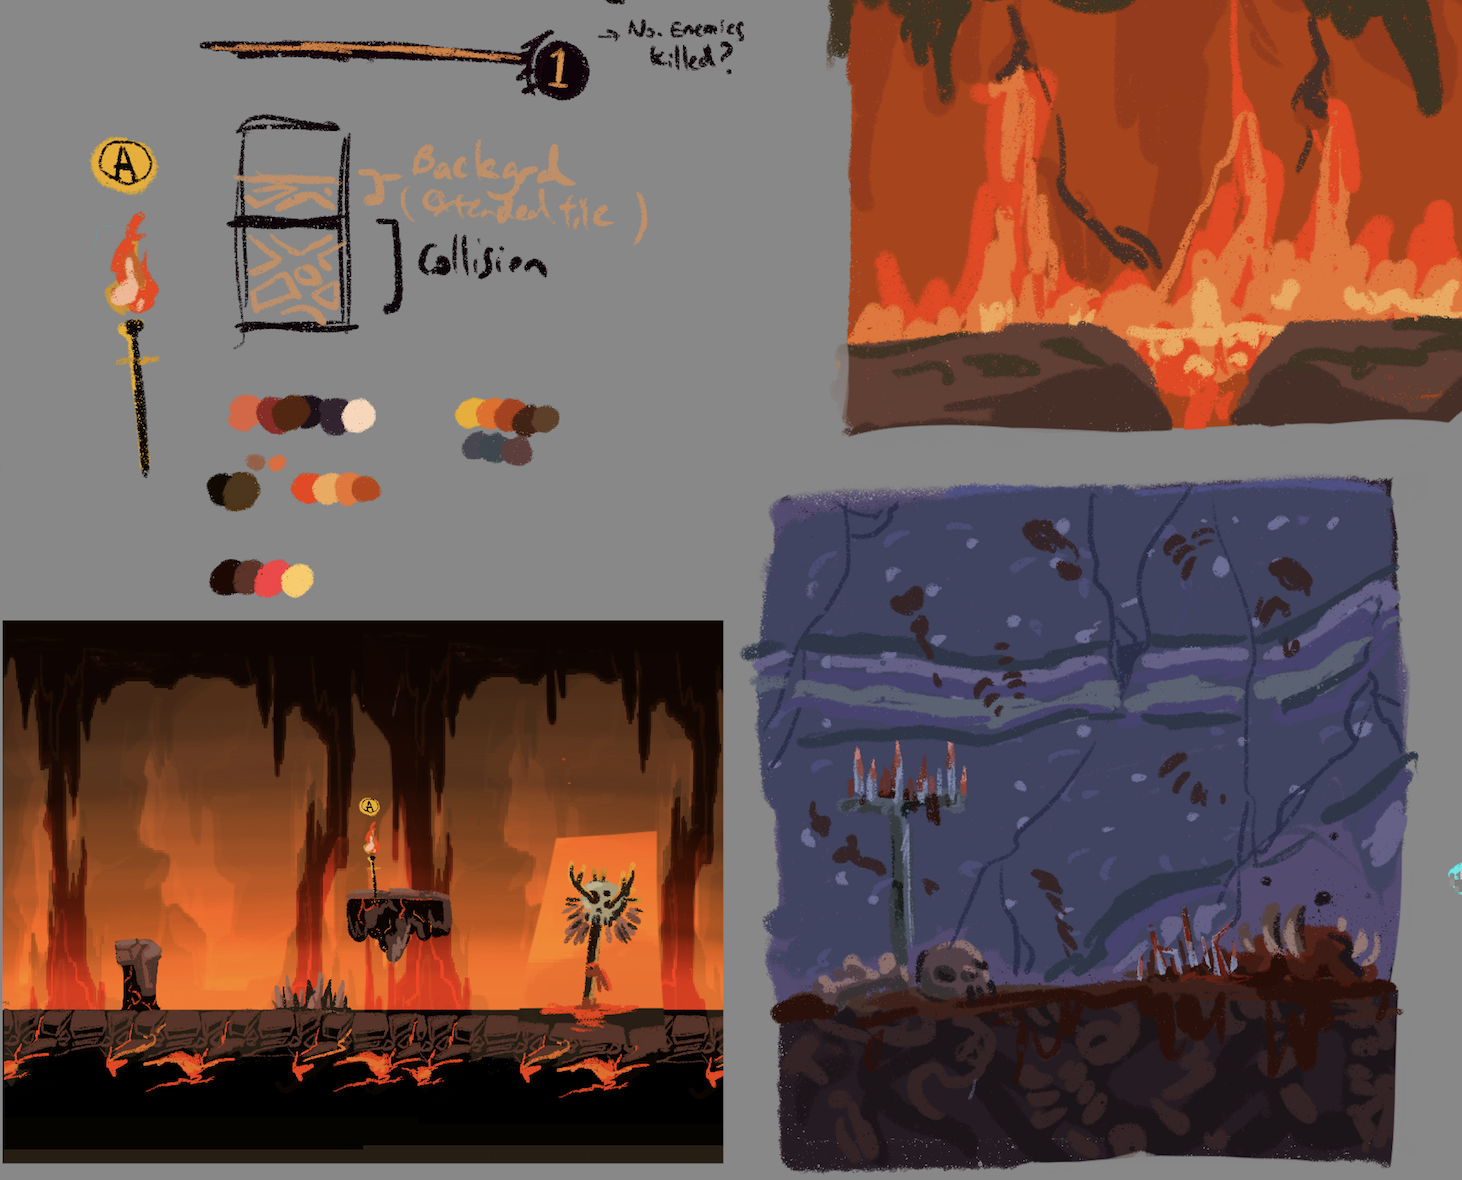 → No. Enemies
killed?
1
A
Backgrd
(Extended tile)
Collision
A